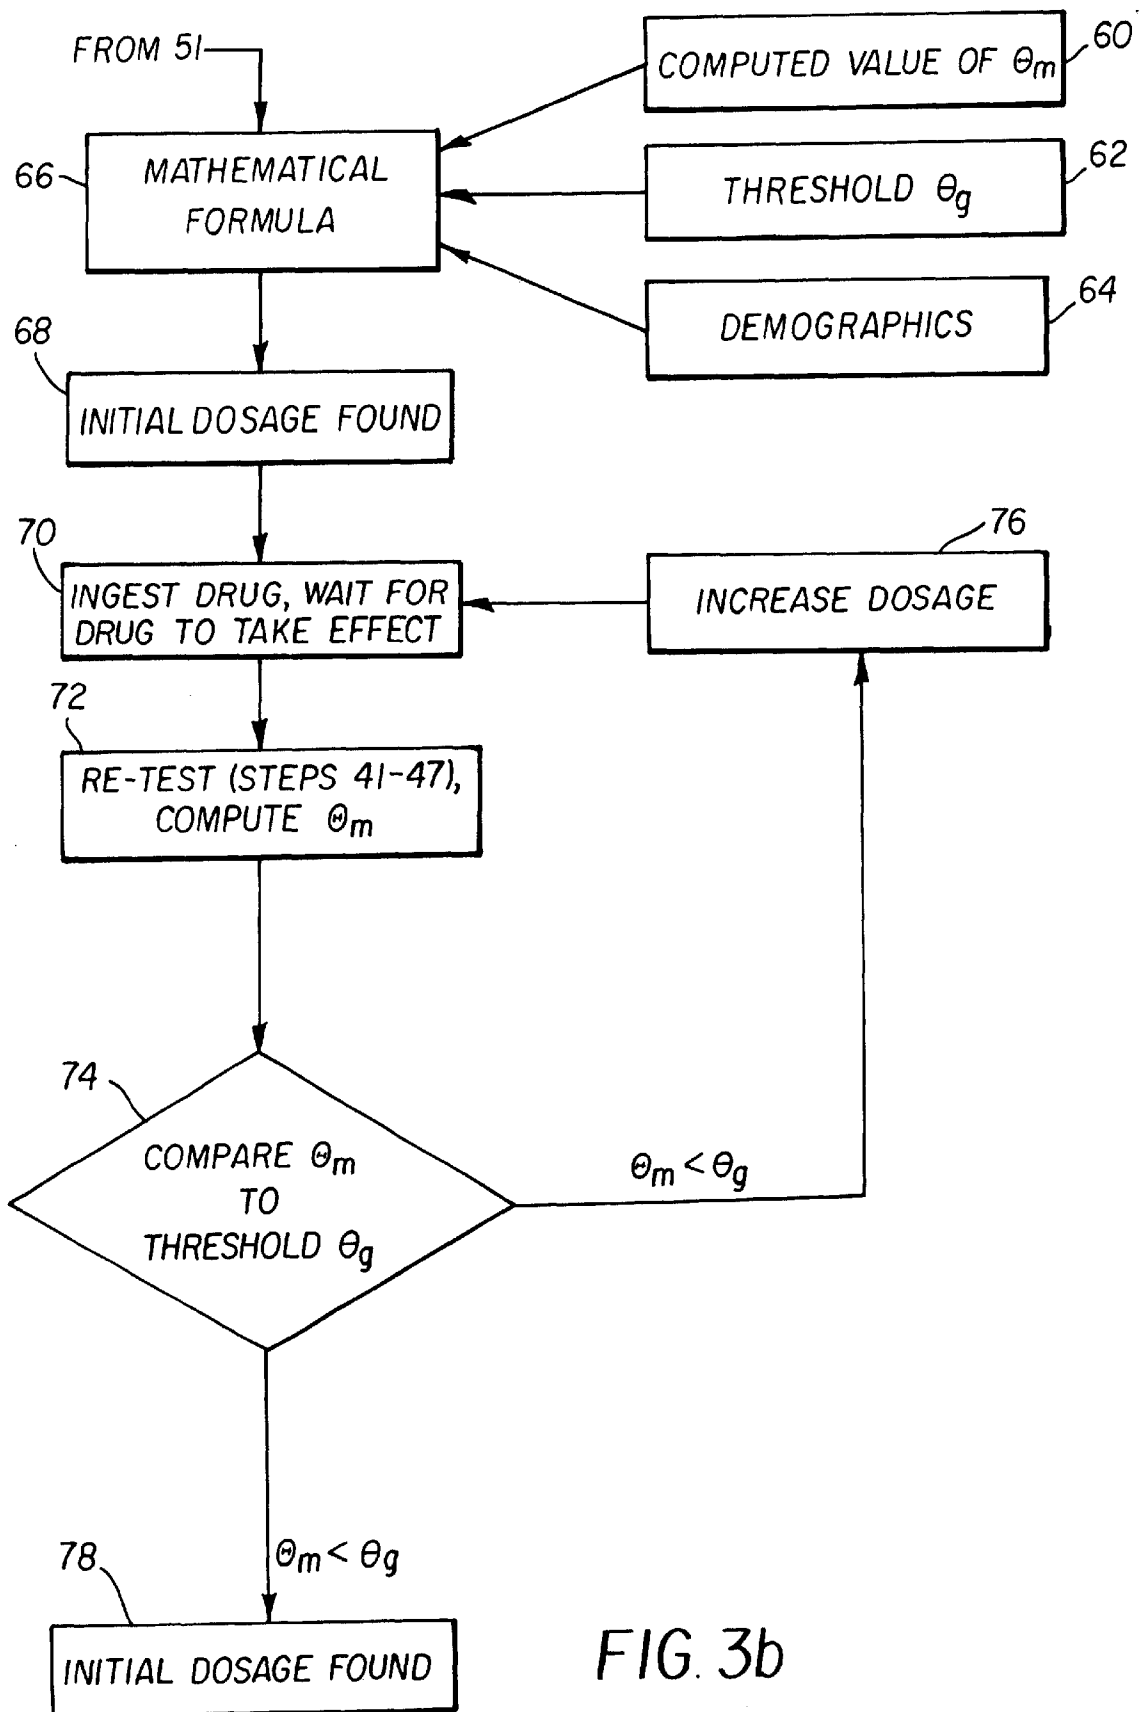 FROM 51
60
COMPUTED VALUE OF Θm
66
MATHEMATICAL
FORMULA
62
THRESHOLD Θg
64
DEMOGRAPHICS
68
INITIAL DOSAGE FOUND
70
INGEST DRUG, WAIT FOR
DRUG TO TAKE EFFECT
76
INCREASE DOSAGE
72
RE-TEST (STEPS 41-47),
COMPUTE Θm
74
COMPARE Θm
TO
THRESHOLD Θg
Θm < Θg
Θm < Θg
78
INITIAL DOSAGE FOUND
FIG. 3b